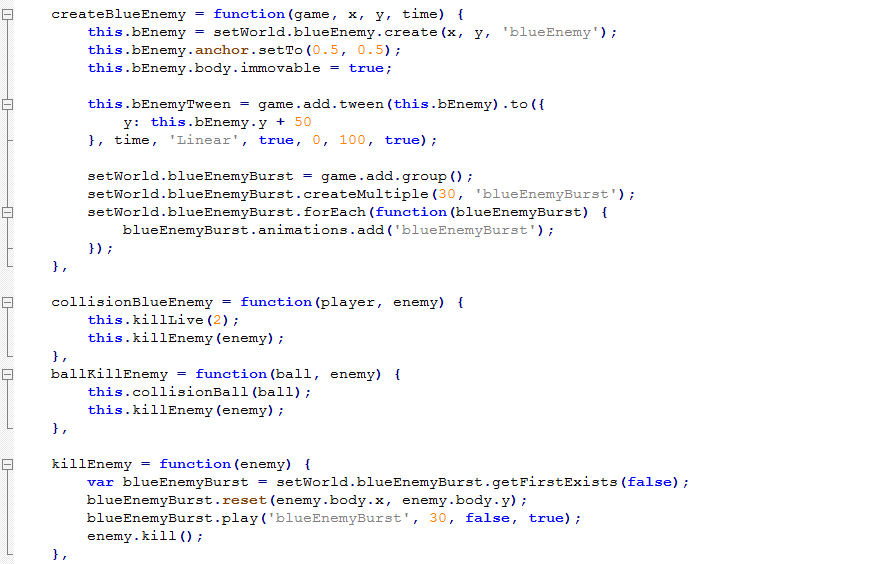 createBlueEnemy = function(game, x, y, time) {
    this.bEnemy = setWorld.blueEnemy.create(x, y, 'blueEnemy');
    this.bEnemy.anchor.setTo(0.5, 0.5);
    this.bEnemy.body.immovable = true;

    this.bEnemyTween = game.add.tween(this.bEnemy).to({
        y: this.bEnemy.y + 50
    }, time, 'Linear', true, 0, 100, true);

    setWorld.blueEnemyBurst = game.add.group();
    setWorld.blueEnemyBurst.createMultiple(30, 'blueEnemyBurst');
    setWorld.blueEnemyBurst.forEach(function(blueEnemyBurst) {
        blueEnemyBurst.animations.add('blueEnemyBurst');
    });
},

collisionBlueEnemy = function(player, enemy) {
    this.killLive(2);
    this.killEnemy(enemy);
},
ballKillEnemy = function(ball, enemy) {
    this.collisionBall(ball);
    this.killEnemy(enemy);
},

killEnemy = function(enemy) {
    var blueEnemyBurst = setWorld.blueEnemyBurst.getFirstExists(false);
    blueEnemyBurst.reset(enemy.body.x, enemy.body.y);
    blueEnemyBurst.play('blueEnemyBurst', 30, false, true);
    enemy.kill();
},